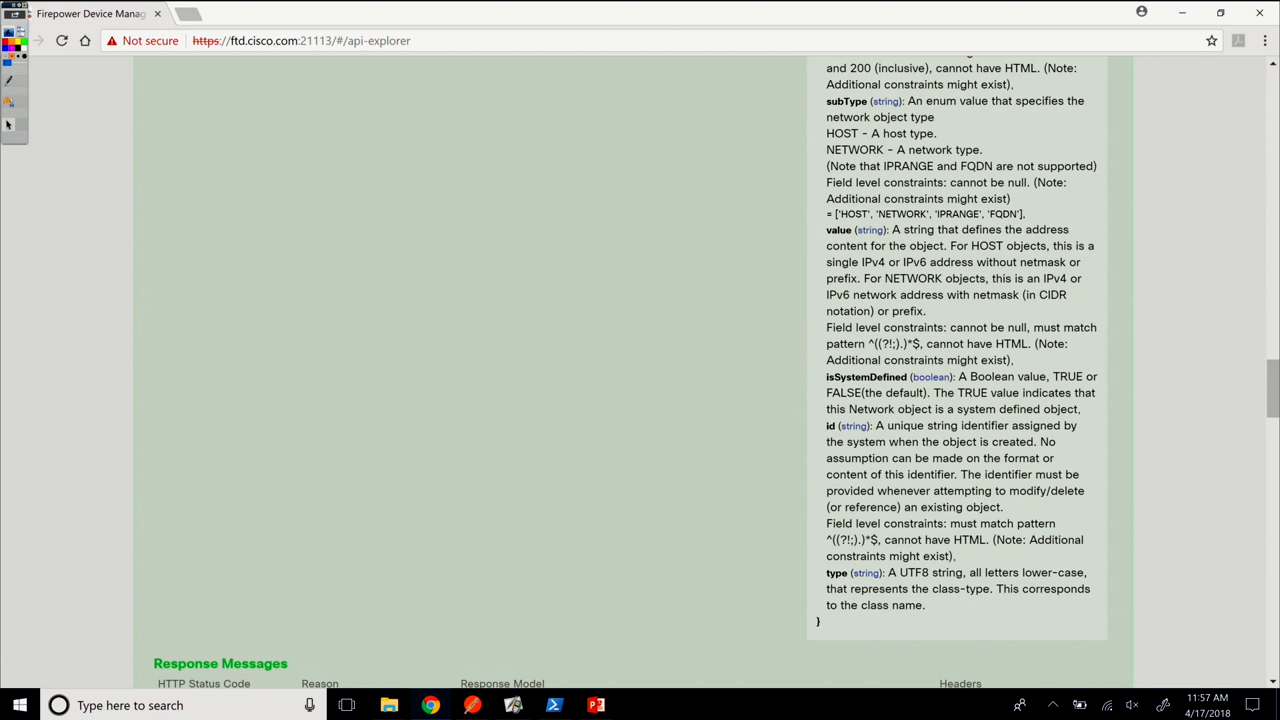 Firepower Device Manag
Not secure
https://ftd.cisco.com:21113/#/api-explorer
and 200 (inclusive), cannot have HTML. (Note:
Additional constraints might exist),
subType (string): An enum value that specifies the
network object type
HOST - A host type.
NETWORK - A network type.
(Note that IPRANGE and FQDN are not supported)
Field level constraints: cannot be null. (Note:
Additional constraints might exist)
= ['HOST', 'NETWORK', 'IPRANGE', 'FQDN'],
value (string): A string that defines the address
content for the object. For HOST objects, this is a
single IPv4 or IPv6 address without netmask or
prefix. For NETWORK objects, this is an IPv4 or
IPv6 network address with netmask (in CIDR
notation) or prefix.
Field level constraints: cannot be null, must match
pattern ^((?!;).)*$, cannot have HTML. (Note:
Additional constraints might exist),
isSystemDefined (boolean): A Boolean value, TRUE or
FALSE(the default). The TRUE value indicates that
this Network object is a system defined object,
id (string): A unique string identifier assigned by
the system when the object is created. No
assumption can be made on the format or
content of this identifier. The identifier must be
provided whenever attempting to modify/delete
(or reference) an existing object.
Field level constraints: must match pattern
^((?!;).)*$, cannot have HTML. (Note: Additional
constraints might exist),
type (string): A UTF8 string, all letters lower-case,
that represents the class-type. This corresponds
to the class name.
}
Response Messages
HTTP Status Code Reason Response Model Headers
Type here to search
11:57 AM
4/17/2018